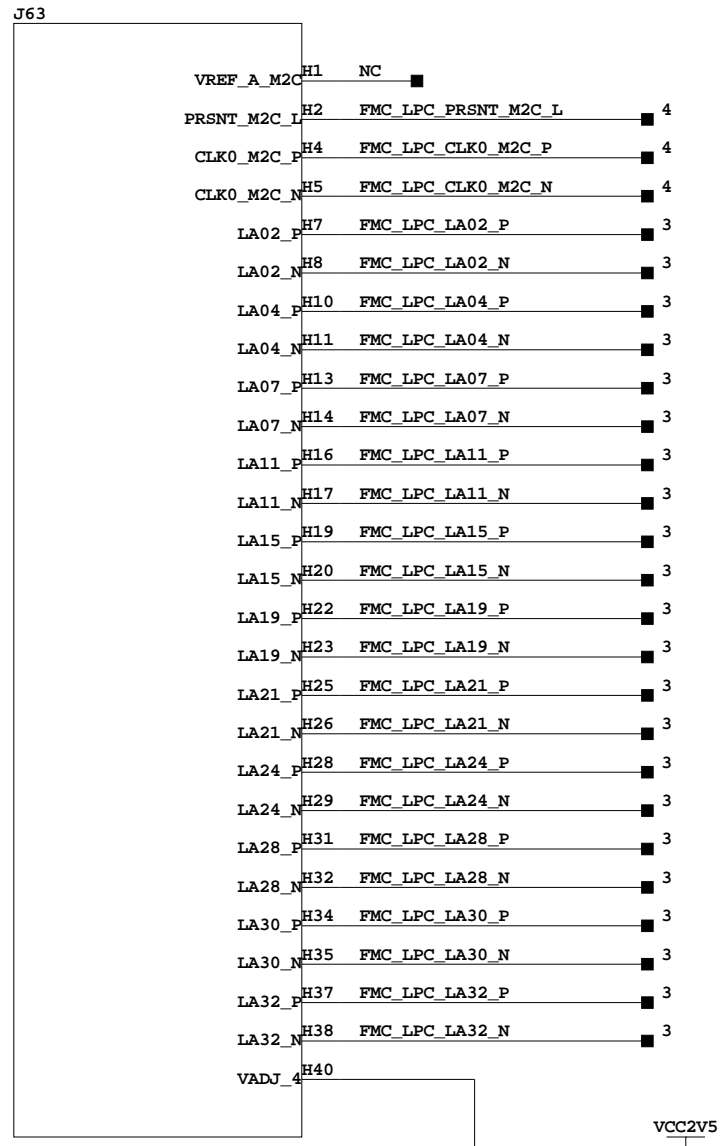 J63
VREF_A_M2C H1 NC
PRSNT_M2C_L H2 FMC_LPC_PRSNT_M2C_L 4
CLK0_M2C_P H4 FMC_LPC_CLK0_M2C_P 4
CLK0_M2C_N H5 FMC_LPC_CLK0_M2C_N 4
LA02_P H7 FMC_LPC_LA02_P 3
LA02_N H8 FMC_LPC_LA02_N 3
LA04_P H10 FMC_LPC_LA04_P 3
LA04_N H11 FMC_LPC_LA04_N 3
LA07_P H13 FMC_LPC_LA07_P 3
LA07_N H14 FMC_LPC_LA07_N 3
LA11_P H16 FMC_LPC_LA11_P 3
LA11_N H17 FMC_LPC_LA11_N 3
LA15_P H19 FMC_LPC_LA15_P 3
LA15_N H20 FMC_LPC_LA15_N 3
LA19_P H22 FMC_LPC_LA19_P 3
LA19_N H23 FMC_LPC_LA19_N 3
LA21_P H25 FMC_LPC_LA21_P 3
LA21_N H26 FMC_LPC_LA21_N 3
LA24_P H28 FMC_LPC_LA24_P 3
LA24_N H29 FMC_LPC_LA24_N 3
LA28_P H31 FMC_LPC_LA28_P 3
LA28_N H32 FMC_LPC_LA28_N 3
LA30_P H34 FMC_LPC_LA30_P 3
LA30_N H35 FMC_LPC_LA30_N 3
LA32_P H37 FMC_LPC_LA32_P 3
LA32_N H38 FMC_LPC_LA32_N 3
VADJ_4 H40
VCC2V5